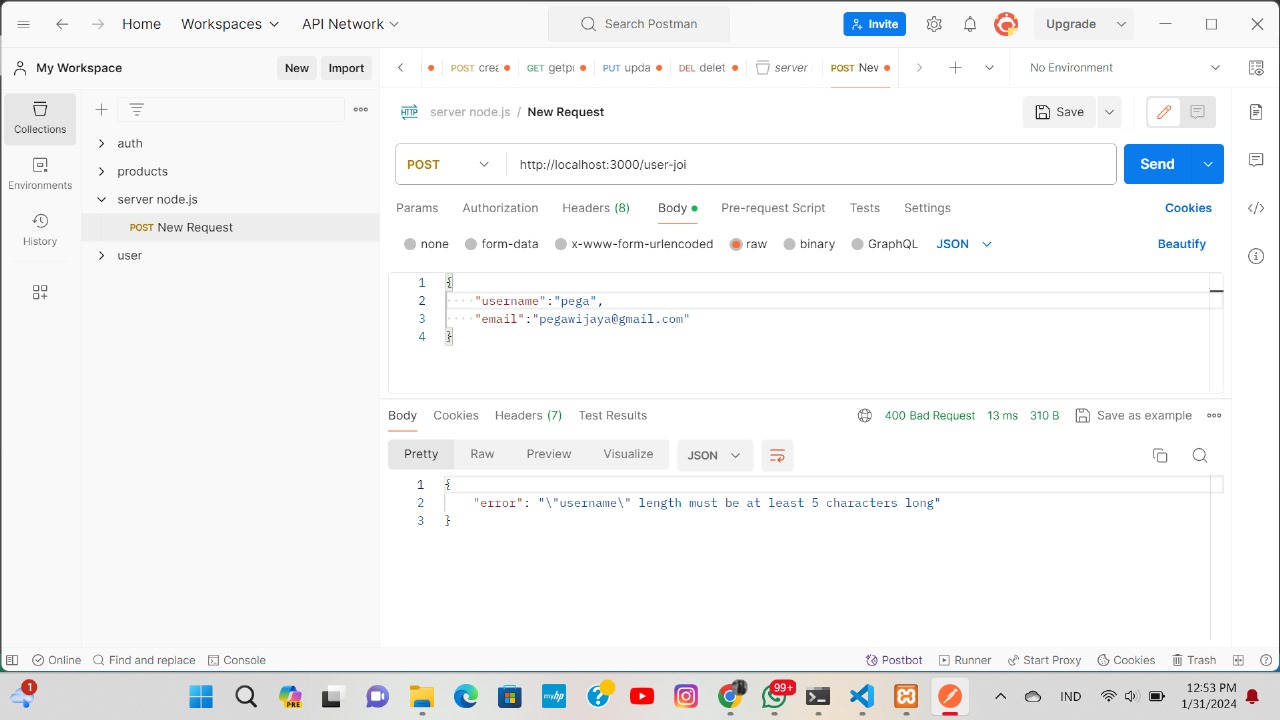 Home Workspaces API Network Search Postman Invite Upgrade
My Workspace New Import
POST crea GET getp PUT upda DEL delet server POST Nev No Environment
Collections
Environments
History
auth
products
server node.js
POST New Request
user
HTTP server node.js / New Request Save
POST http://localhost:3000/user-joi Send
Params Authorization Headers (8) Body Pre-request Script Tests Settings Cookies
none form-data x-www-form-urlencoded raw binary GraphQL JSON Beautify
1 {
2 "username":"pega",
3 "email":"pegawijaya@gmail.com"
4 }
Body Cookies Headers (7) Test Results 400 Bad Request 13 ms 310 B Save as example
Pretty Raw Preview Visualize JSON
1 {
2 "error": "\"username\" length must be at least 5 characters long"
3 }
Online Find and replace Console Postbot Runner Start Proxy Cookies Trash
1 PRE myhp 99+ IND 12:53 PM
1/31/2024